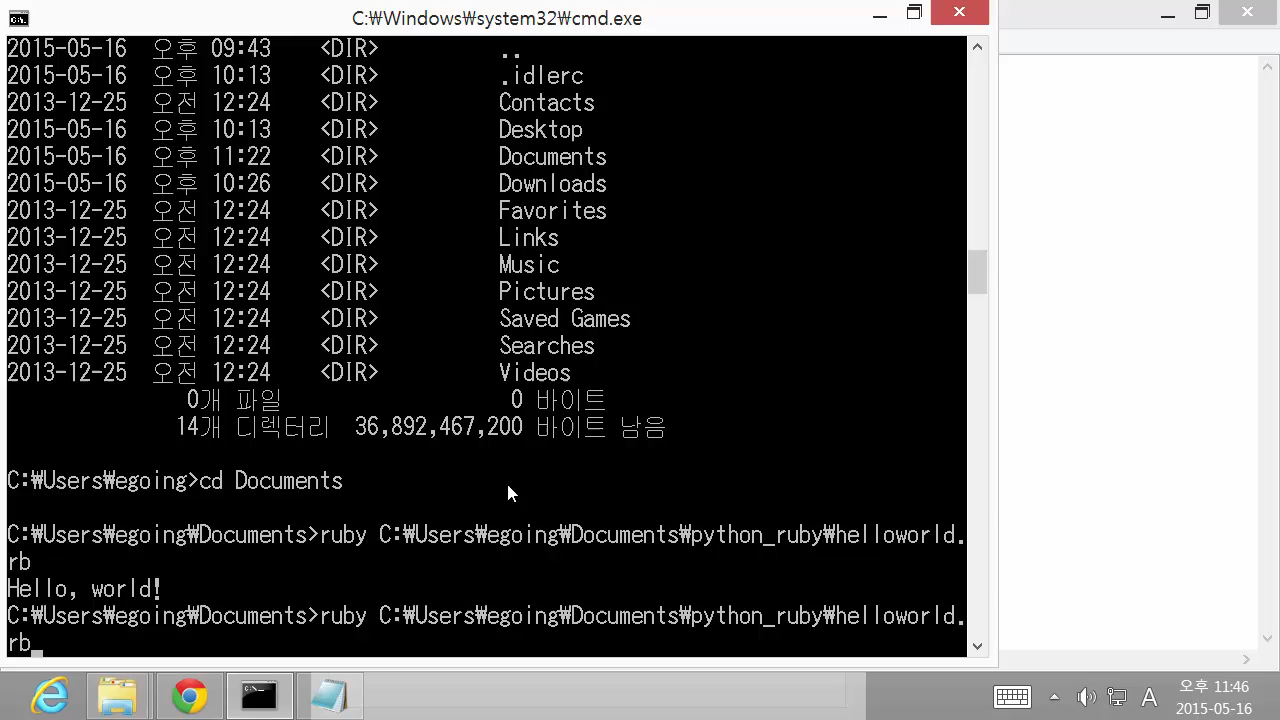 C:₩Windows₩system32₩cmd.exe
2015-05-16  오후 09:43    <DIR>          ..
2015-05-16  오후 10:13    <DIR>          .idlerc
2013-12-25  오전 12:24    <DIR>          Contacts
2015-05-16  오후 10:13    <DIR>          Desktop
2015-05-16  오후 11:22    <DIR>          Documents
2015-05-16  오후 10:26    <DIR>          Downloads
2013-12-25  오전 12:24    <DIR>          Favorites
2013-12-25  오전 12:24    <DIR>          Links
2013-12-25  오전 12:24    <DIR>          Music
2013-12-25  오전 12:24    <DIR>          Pictures
2013-12-25  오전 12:24    <DIR>          Saved Games
2013-12-25  오전 12:24    <DIR>          Searches
2013-12-25  오전 12:24    <DIR>          Videos
0개 파일                   0 바이트
14개 디렉터리  36,892,467,200 바이트 남음
C:₩Users₩egoing>cd Documents
C:₩Users₩egoing₩Documents>ruby C:₩Users₩egoing₩Documents₩python_ruby₩helloworld.
rb
Hello, world!
C:₩Users₩egoing₩Documents>ruby C:₩Users₩egoing₩Documents₩python_ruby₩helloworld.
rb_
A
오후 11:46
2015-05-16